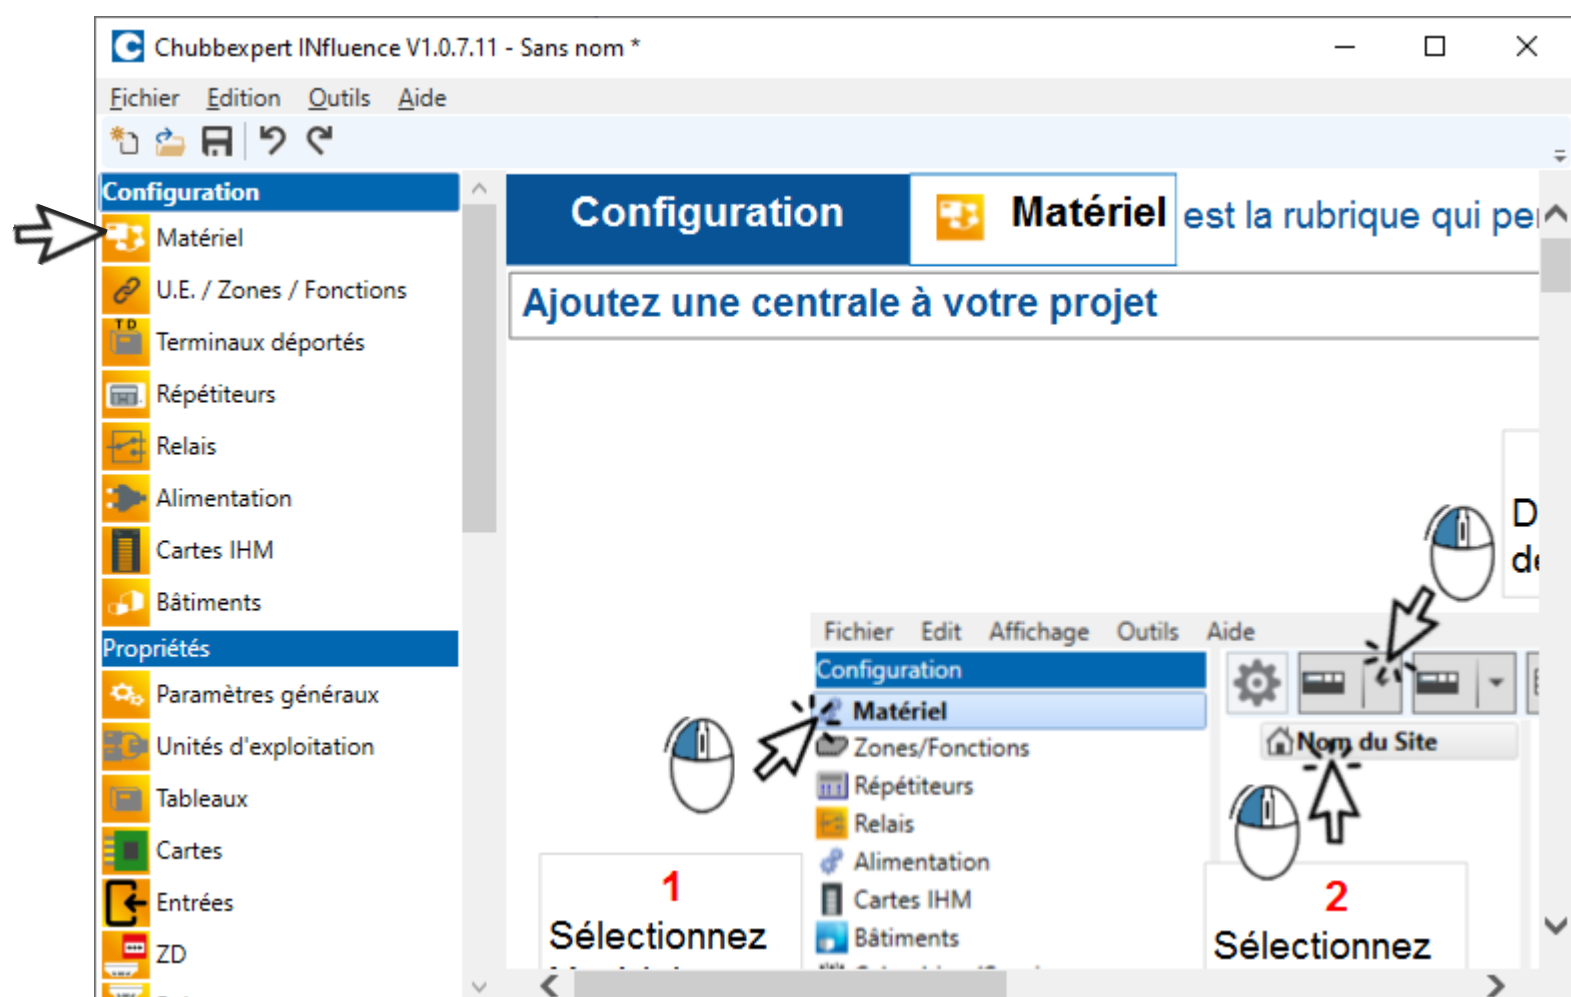 Chubbexpert INfluence V1.0.7.11 - Sans nom *
Fichier Edition Outils Aide
Configuration
Matériel
U.E. / Zones / Fonctions
TD
Terminaux déportés
Répétiteurs
Relais
Alimentation
Cartes IHM
Bâtiments
Propriétés
Paramètres généraux
Unités d'exploitation
Tableaux
Cartes
Entrées
ZD
Configuration Matériel est la rubrique qui
Ajoutez une centrale à votre projet
Fichier Edit Affichage Outils Aide
Configuration
Matériel
Zones/Fonctions
Répétiteurs
Relais
Alimentation
Cartes IHM
Bâtiments
Nom du Site
1
Sélectionnez
2
Sélectionnez